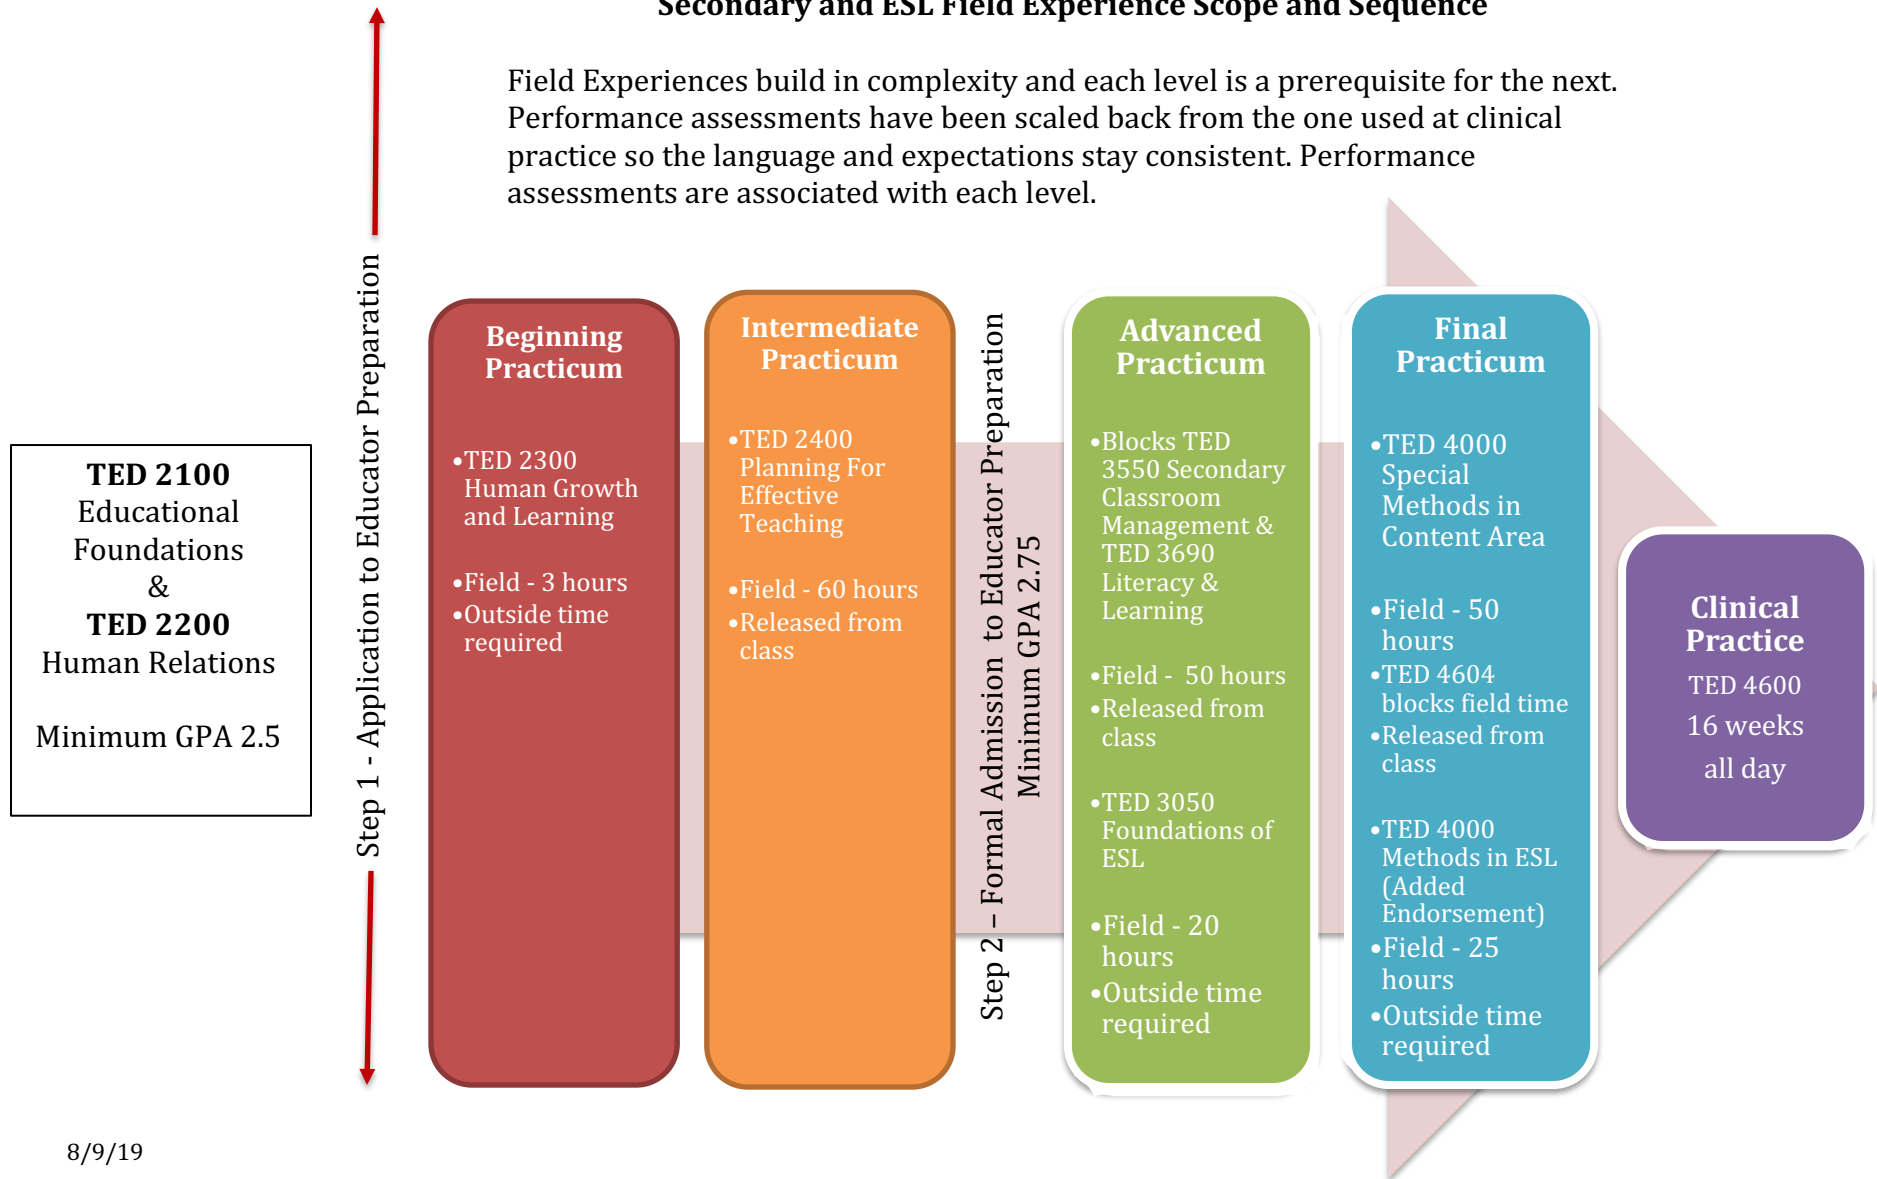 Secondary and ESL Field Experience Scope and Sequence
Field Experiences build in complexity and each level is a prerequisite for the next.
Performance assessments have been scaled back from the one used at clinical
practice so the language and expectations stay consistent. Performance
assessments are associated with each level.
TED 2100
Educational
Foundations
&
TED 2200
Human Relations
Minimum GPA 2.5
Step 1 - Application to Educator Preparation
Beginning
Practicum
•TED 2300
Human Growth
and Learning
•Field - 3 hours
•Outside time
required
Intermediate
Practicum
•TED 2400
Planning For
Effective
Teaching
•Field - 60 hours
•Released from
class
Step 2 – Formal Admission to Educator Preparation
Minimum GPA 2.75
Advanced
Practicum
•Blocks TED
3550 Secondary
Classroom
Management &
TED 3690
Literacy &
Learning
•Field - 50 hours
•Released from
class
•TED 3050
Foundations of
ESL
•Field - 20
hours
•Outside time
required
Final
Practicum
•TED 4000
Special
Methods in
Content Area
•Field - 50
hours
•TED 4604
blocks field time
•Released from
class
•TED 4000
Methods in ESL
(Added
Endorsement)
•Field - 25
hours
•Outside time
required
Clinical
Practice
TED 4600
16 weeks
all day
8/9/19